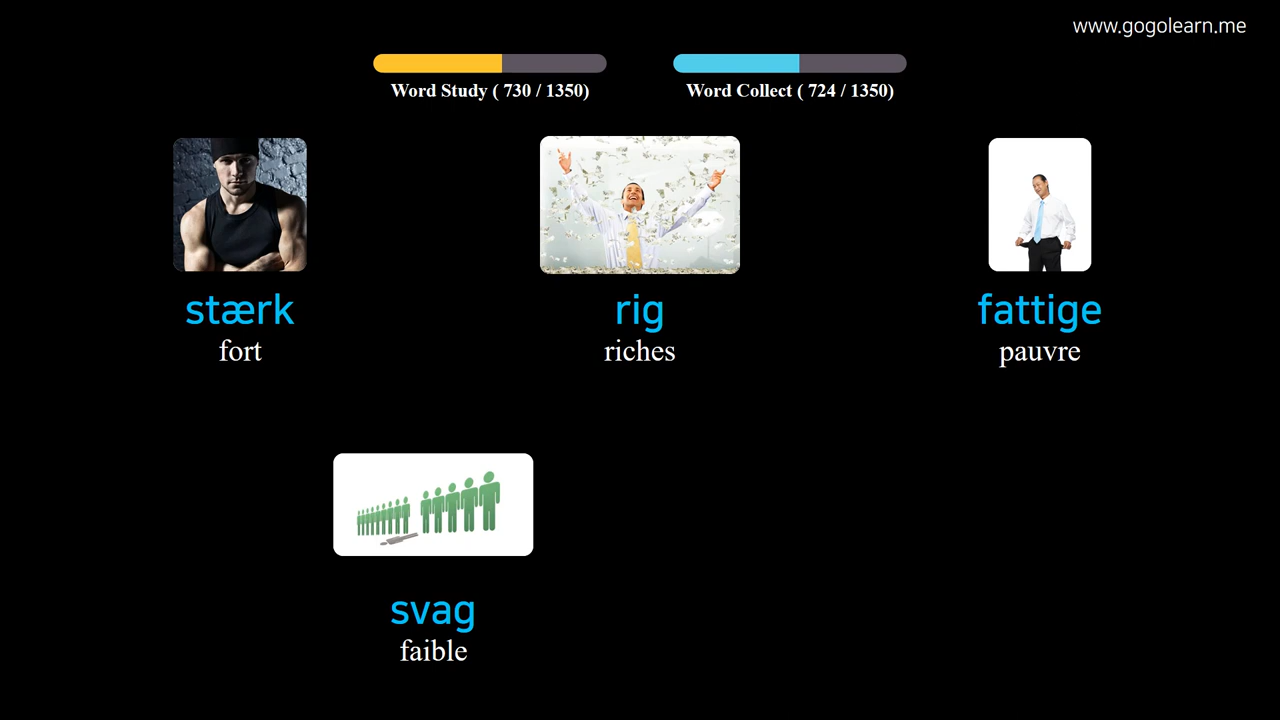 www.gogolearn.me
Word Study ( 730 / 1350)
Word Collect ( 724 / 1350)
stærk
fort
rig
riches
fattige
pauvre
svag
faible